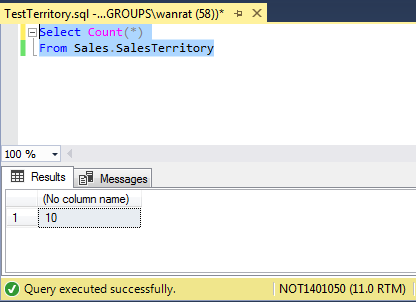 TestTerritory.sql -...GROUPS\wanrat (58))*
Select Count(*)
From Sales.SalesTerritory
100 %
Results Messages
(No column name)
1 10
Query executed successfully. NOT1401050 (11.0 RTM)